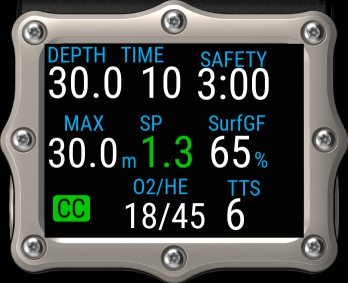 DEPTH TIME SAFETY
30.0 10 3:00
MAX SP SurfGF
30.0m 1.3 65%
O2/HE TTS
CC 18/45 6